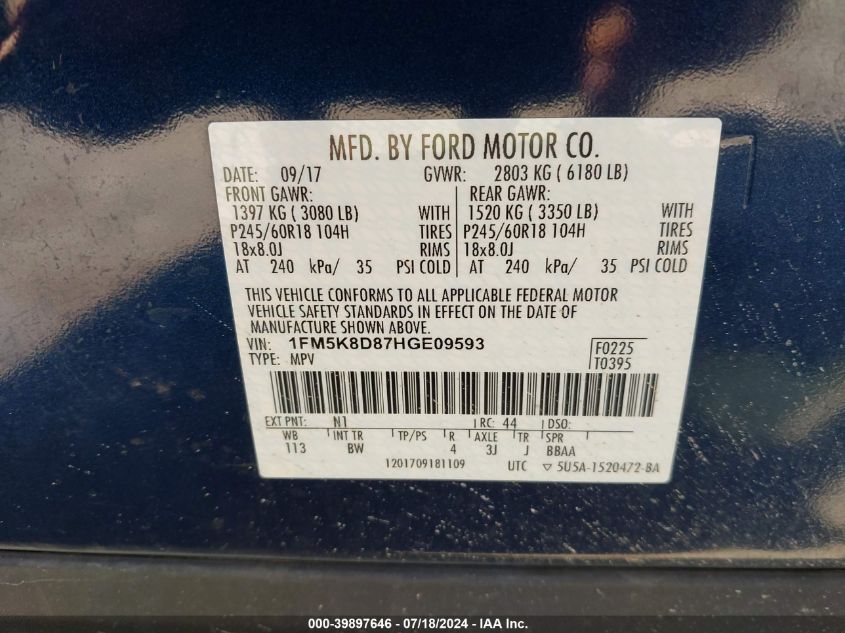 MFD. BY FORD MOTOR CO.
DATE: 09/17 GVWR: 2803 KG ( 6180 LB)
FRONT GAWR: REAR GAWR:
1397 KG ( 3080 LB) WITH 1520 KG ( 3350 LB) WITH
P245/60R18 104H TIRES P245/60R18 104H TIRES
18x8.0J RIMS 18x8.0J RIMS
AT 240 kPa/ 35 PSI COLD AT 240 kPa/ 35 PSI COLD
THIS VEHICLE CONFORMS TO ALL APPLICABLE FEDERAL MOTOR
VEHICLE SAFETY STANDARDS IN EFFECT ON THE DATE OF
MANUFACTURE SHOWN ABOVE.
VIN: 1FM5K8D87HGE09593 F0225
TYPE: MPV T0395
EXT PNT: N1 RC: 44 DSO:
WB INT TR TP/PS R AXLE TR SPR
113 BW 4 3J J BBAA
1201709181109 UTC ▽ 5U5A-1520472-BA
000-39897646 - 07/18/2024 - IAA Inc.